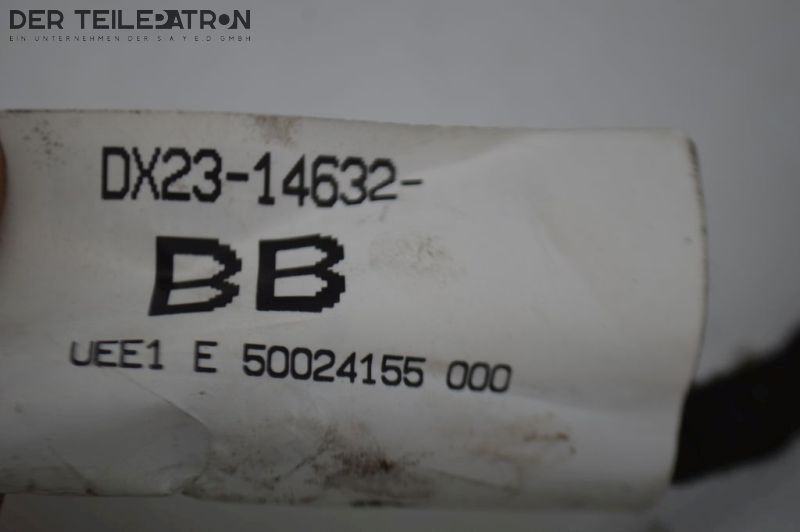 DER TEILEPATRON
EIN UNTERNEHMEN DER S A Y E.D GMBH
DX23-14632-
BB
UEE1 E 50024155 000